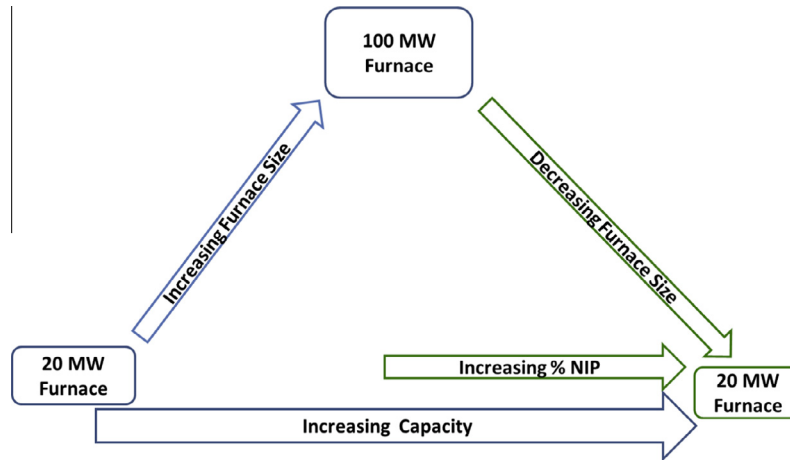 100 MW
Furnace
Increasing Furnace Size
Decreasing Furnace Size
20 MW
Furnace
Increasing % NIP
20 MW
Furnace
Increasing Capacity